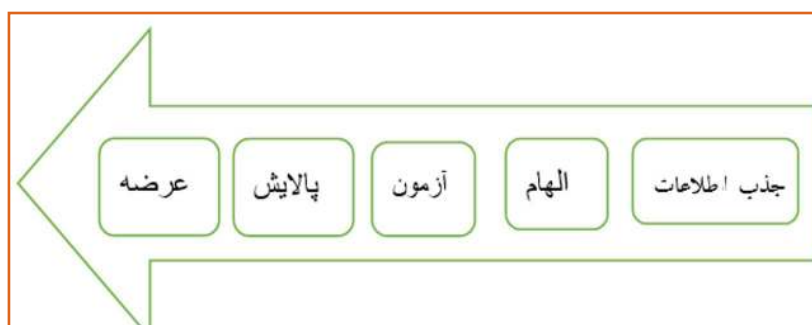 جذب اطلاعات
الهام
آزمون
پالایش
عرضه